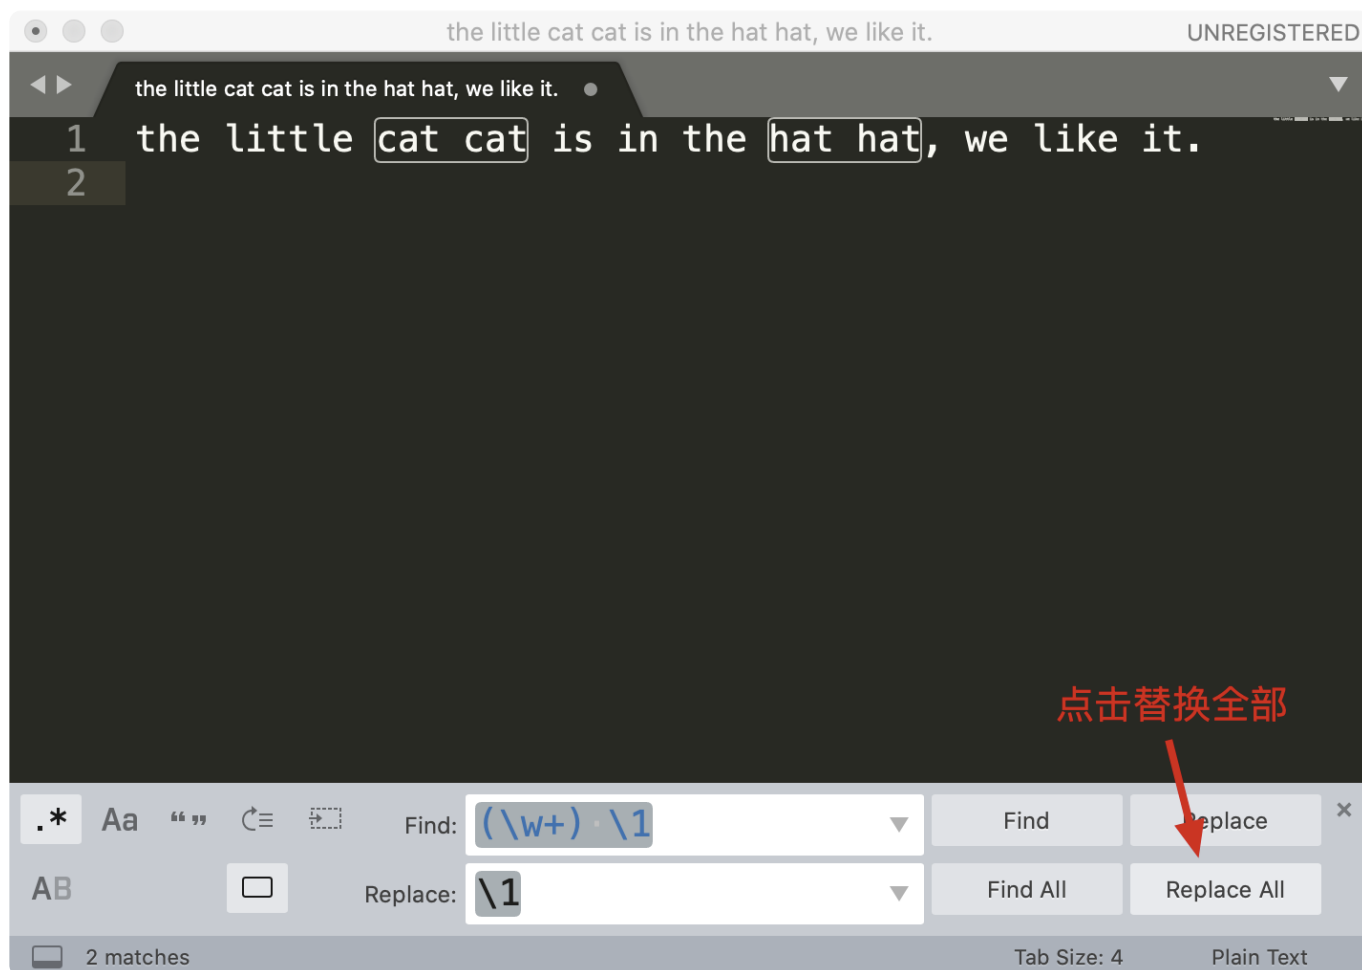 the little cat cat is in the hat hat, we like it.
UNREGISTERED
the little cat cat is in the hat hat, we like it.
1 the little cat cat is in the hat hat, we like it.
2
点击替换全部
.* Aa “” Find: (\w+) \1 Find Replace
AB Replace: \1 Find All Replace All
2 matches Tab Size: 4 Plain Text